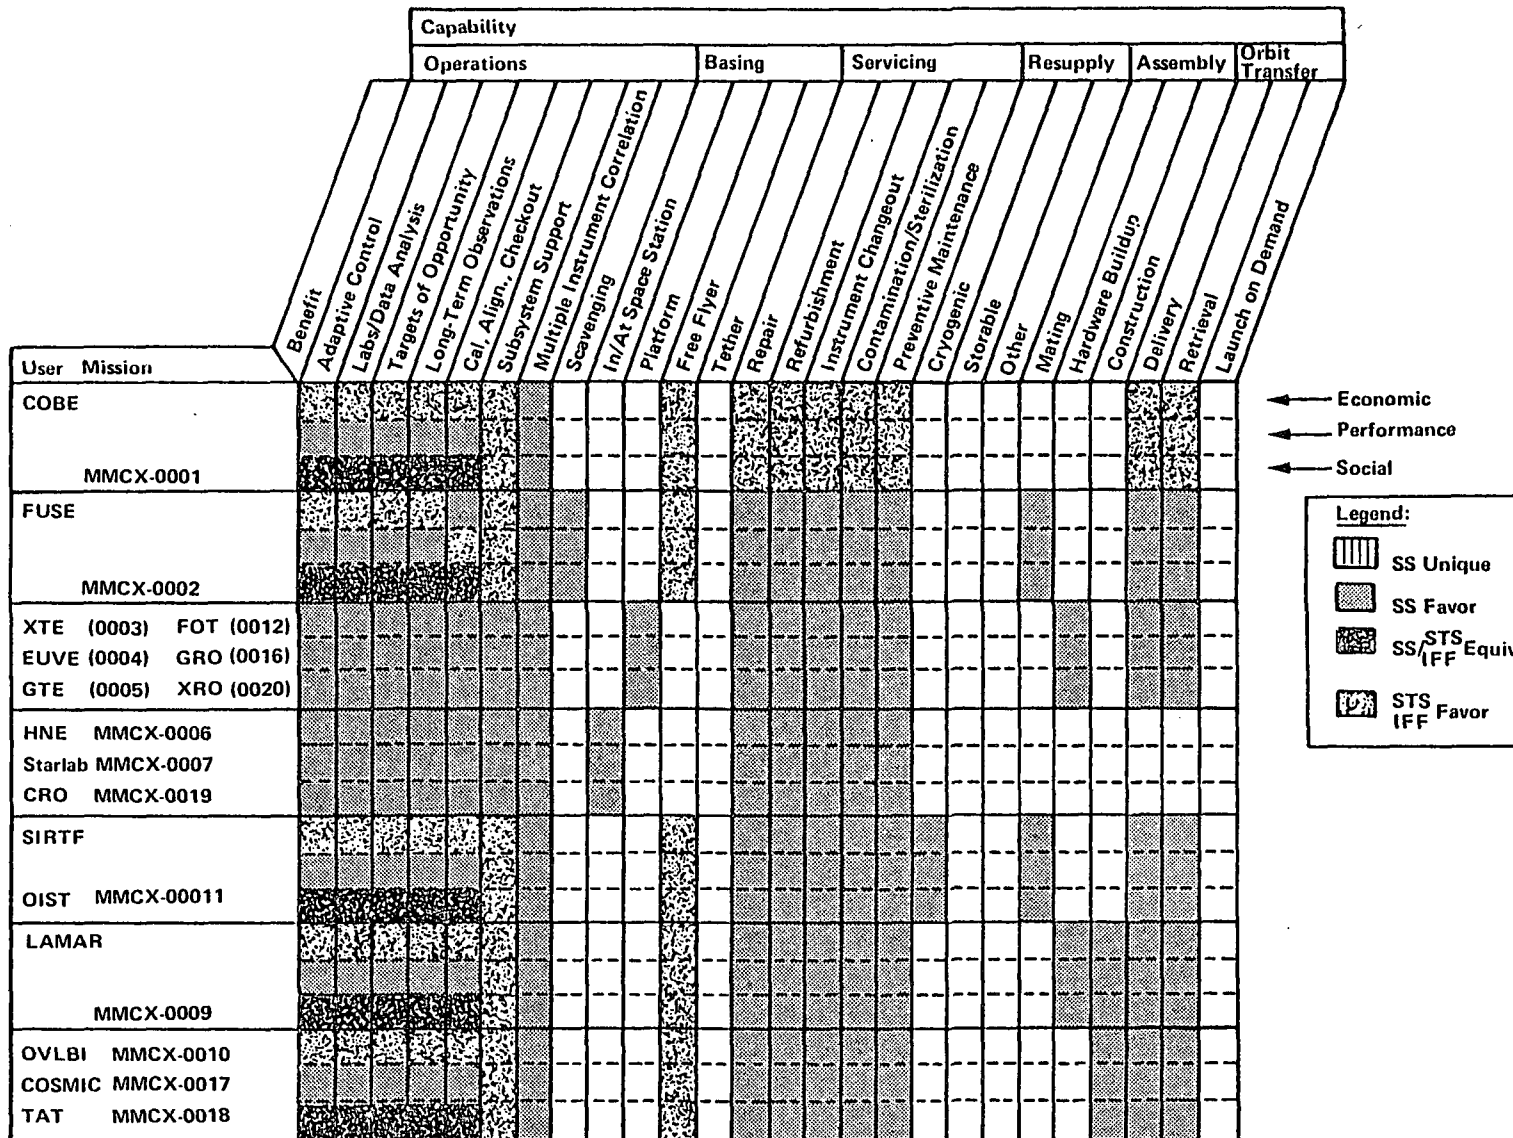 Capability
Operations Basing Servicing Resupply Assembly Orbit Transfer
Benefit
Adaptive Control
Labs/Data Analysis
Targets of Opportunity
Long-Term Observations
Cal, Align., Checkout
Subsystem Support
Multiple Instrument Correlation
Scavenging
In/At Space Station
Platform
Free Flyer
Tether
Repair
Refurbishment
Instrument Changeout
Contamination/Sterilization
Preventive Maintenance
Cryogenic
Storable
Other
Mating
Hardware Buildup
Construction
Delivery
Retrieval
Launch on Demand
User Mission
COBE
MMCX-0001
Economic
Performance
Social
FUSE
MMCX-0002
XTE (0003) FOT (0012)
EUVE (0004) GRO (0016)
GTE (0005) XRO (0020)
HNE MMCX-0006
Starlab MMCX-0007
CRO MMCX-0019
SIRTF
OIST MMCX-00011
LAMAR
MMCX-0009
OVLBI MMCX-0010
COSMIC MMCX-0017
TAT MMCX-0018
Legend:
SS Unique
SS Favor
SS/STS IFF Equiv
STS IFF Favor